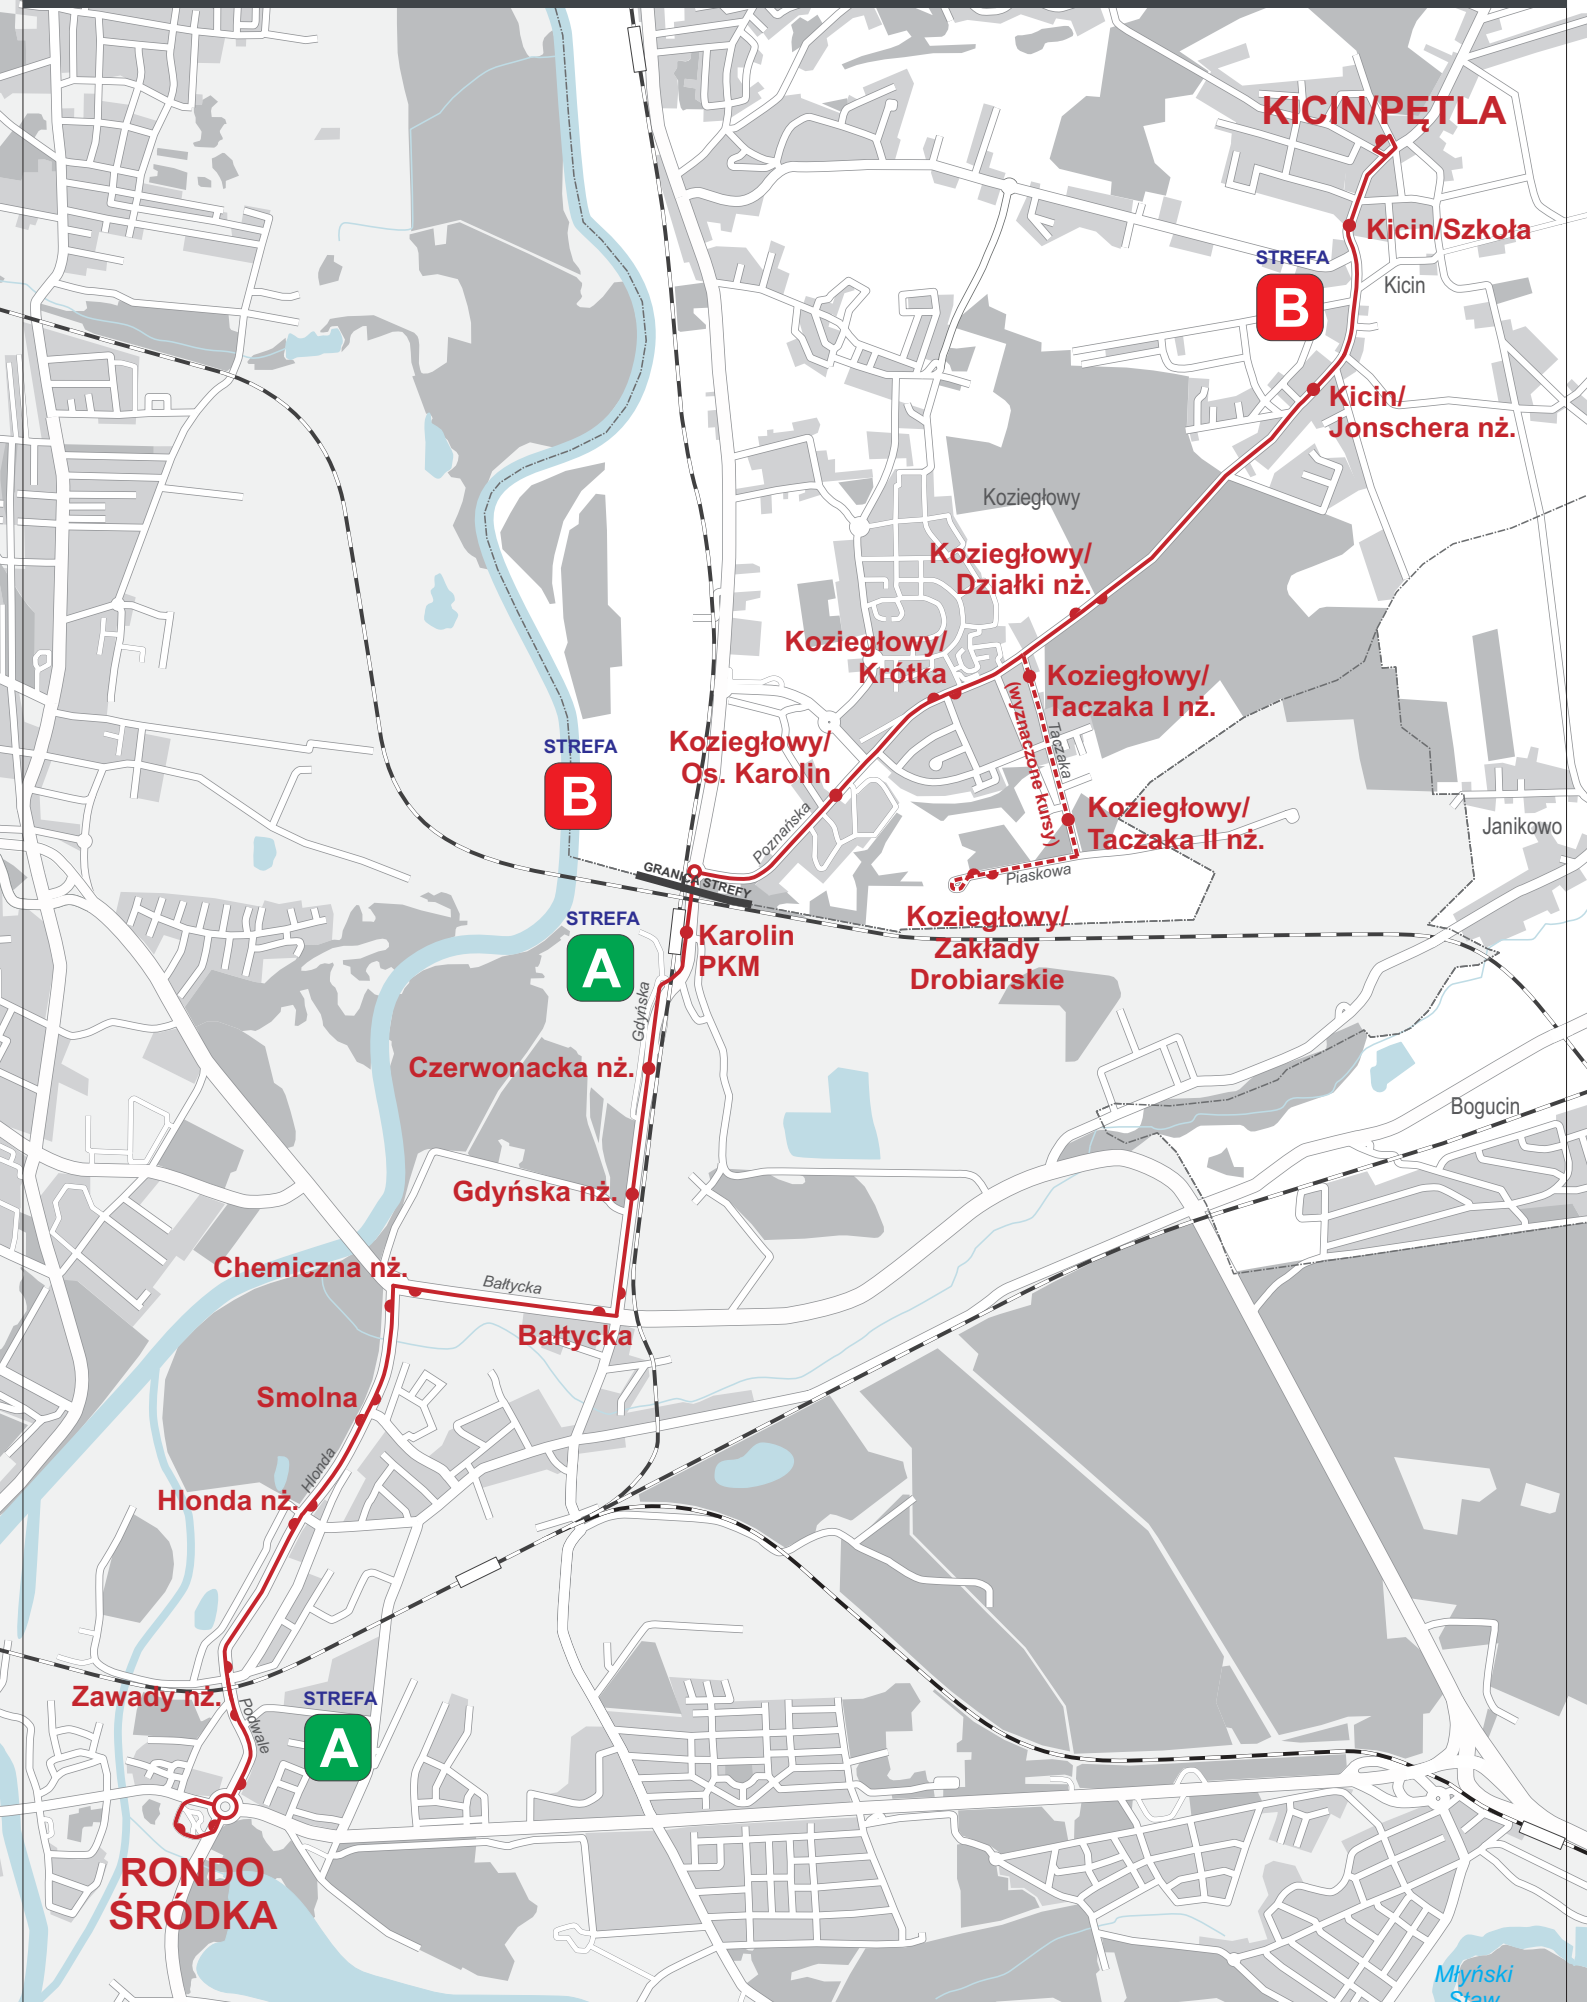 KICIN/PĘTLA
Kicin/Szkoła
STREFA
B
Kicin
Kicin/
Jonschera nż.
Koziegłowy
Koziegłowy/
Działki nż.
Koziegłowy/
Krótka
Koziegłowy/
Taczaka I nż.
(wyznaczone kursy)
Taczaka
Koziegłowy/
Os. Karolin
STREFA
B
Poznańska
Koziegłowy/
Taczaka II nż.
Janikowo
GRANICA STREFY
Piaskowa
Koziegłowy/
Zakłady
Drobiarskie
STREFA
A
Karolin
PKM
Gdyńska
Czerwonacka nż.
Bogucin
Gdyńska nż.
Chemiczna nż.
Bałtycka
Bałtycka
Smolna
Hlonda
Hlonda nż.
Zawady nż.
Podwale
STREFA
A
RONDO
ŚRÓDKA
Młyński
Staw